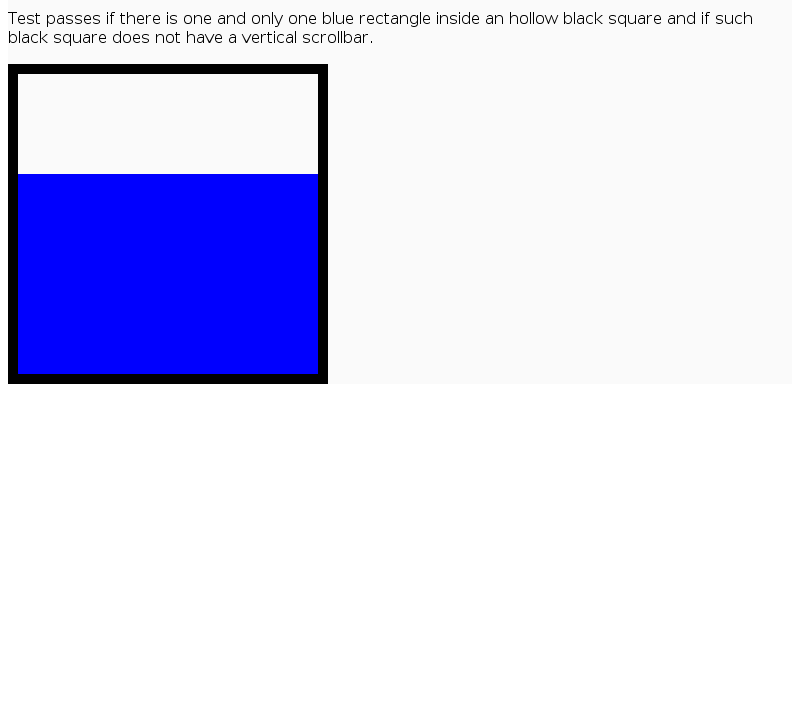 Test passes if there is one and only one blue rectangle inside an hollow black square and if such
black square does not have a vertical scrollbar.